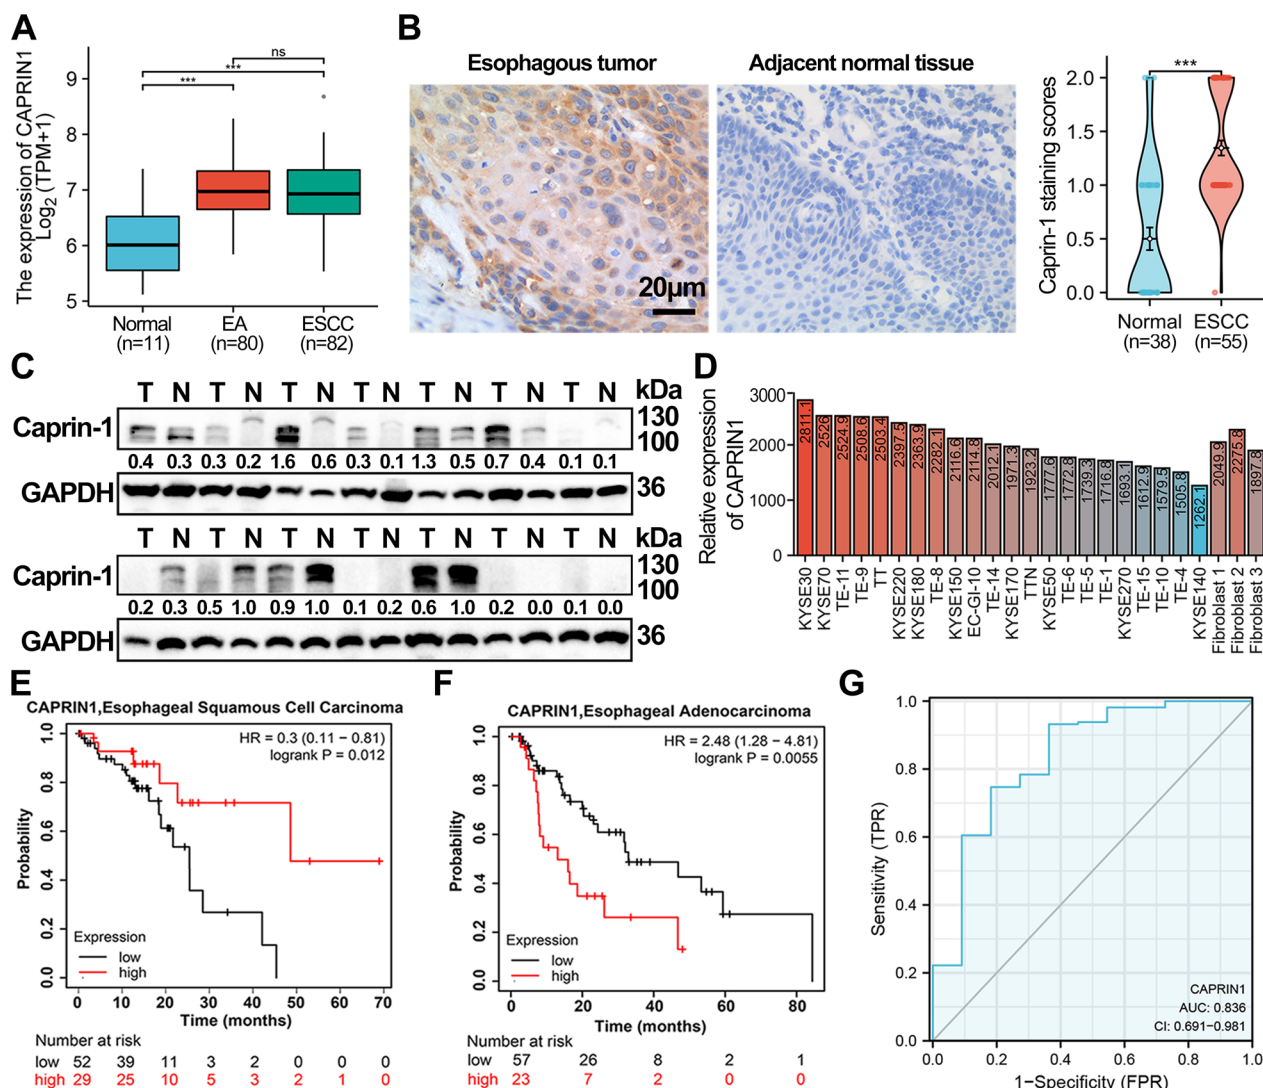 A
The expression of CAPRIN1
Log2 (TPM+1)
9
8
7
6
5
***
***
ns
Normal
(n=11)
EA
(n=80)
ESCC
(n=82)
B
Esophagous tumor
Adjacent normal tissue
20μm
Caprin-1 staining scores
2.0
1.5
1.0
0.5
0.0
***
Normal
(n=38)
ESCC
(n=55)
C
T N T N T N T N T N T N T N kDa
Caprin-1
130
100
0.4 0.3 0.3 0.2 1.6 0.6 0.3 0.1 1.3 0.5 0.7 0.4 0.1 0.1
GAPDH 36
T N T N T N T N T N T N T N kDa
Caprin-1
130
100
0.2 0.3 0.5 1.0 0.9 1.0 0.1 0.2 0.6 1.0 0.2 0.0 0.1 0.0
GAPDH 36
D
Relative expression
of CAPRIN1
3000
2000
1000
0
2811.1 2526 2524.9 2508.6 2503.4 2397.5 2363.9 2282.1 2116.6 2114.8 2012.1 1971.3 1923.2 1777.6 1772.8 1739.3 1716.8 1693.1 1612.9 1579.5 1505.8 1262.1 2049.9 2275.8 1897.8
KYSE30 KYSE70 TE-11 TE-9 TT KYSE220 KYSE180 TE-8 KYSE150 EC-GI-10 TE-14 KYSE170 TTN KYSE50 TE-6 TE-5 TE-1 KYSE270 TE-15 TE-10 TE-4 KYSE140 Fibroblast 1 Fibroblast 2 Fibroblast 3
E
CAPRIN1,Esophageal Squamous Cell Carcinoma
HR = 0.3 (0.11 − 0.81)
logrank P = 0.012
Probability
1.0
0.8
0.6
0.4
0.2
0.0
Expression
low
high
0 10 20 30 40 50 60 70
Time (months)
Number at risk
low 52 39 11 3 2 0 0 0
high 29 25 10 5 3 2 1 0
F
CAPRIN1,Esophageal Adenocarcinoma
HR = 2.48 (1.28 − 4.81)
logrank P = 0.0055
Probability
1.0
0.8
0.6
0.4
0.2
0.0
Expression
low
high
0 20 40 60 80
Time (months)
Number at risk
low 57 26 8 2 1
high 23 7 2 0 0
G
Sensitivity (TPR)
1.0
0.8
0.6
0.4
0.2
0.0
CAPRIN1
AUC: 0.836
CI: 0.691−0.981
0.0 0.2 0.4 0.6 0.8 1.0
1−Specificity (FPR)